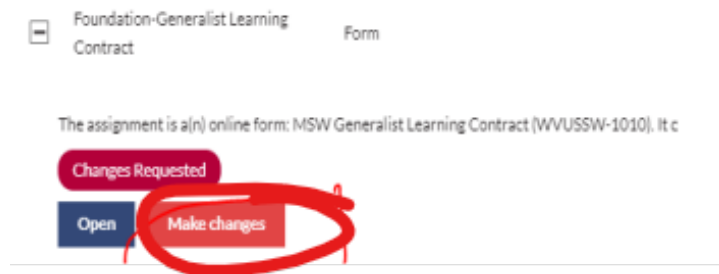 Foundation-Generalist Learning
Contract
Form
The assignment is a(n) online form: MSW Generalist Learning Contract (WVUSSW-1010). It c
Changes Requested
Open
Make changes